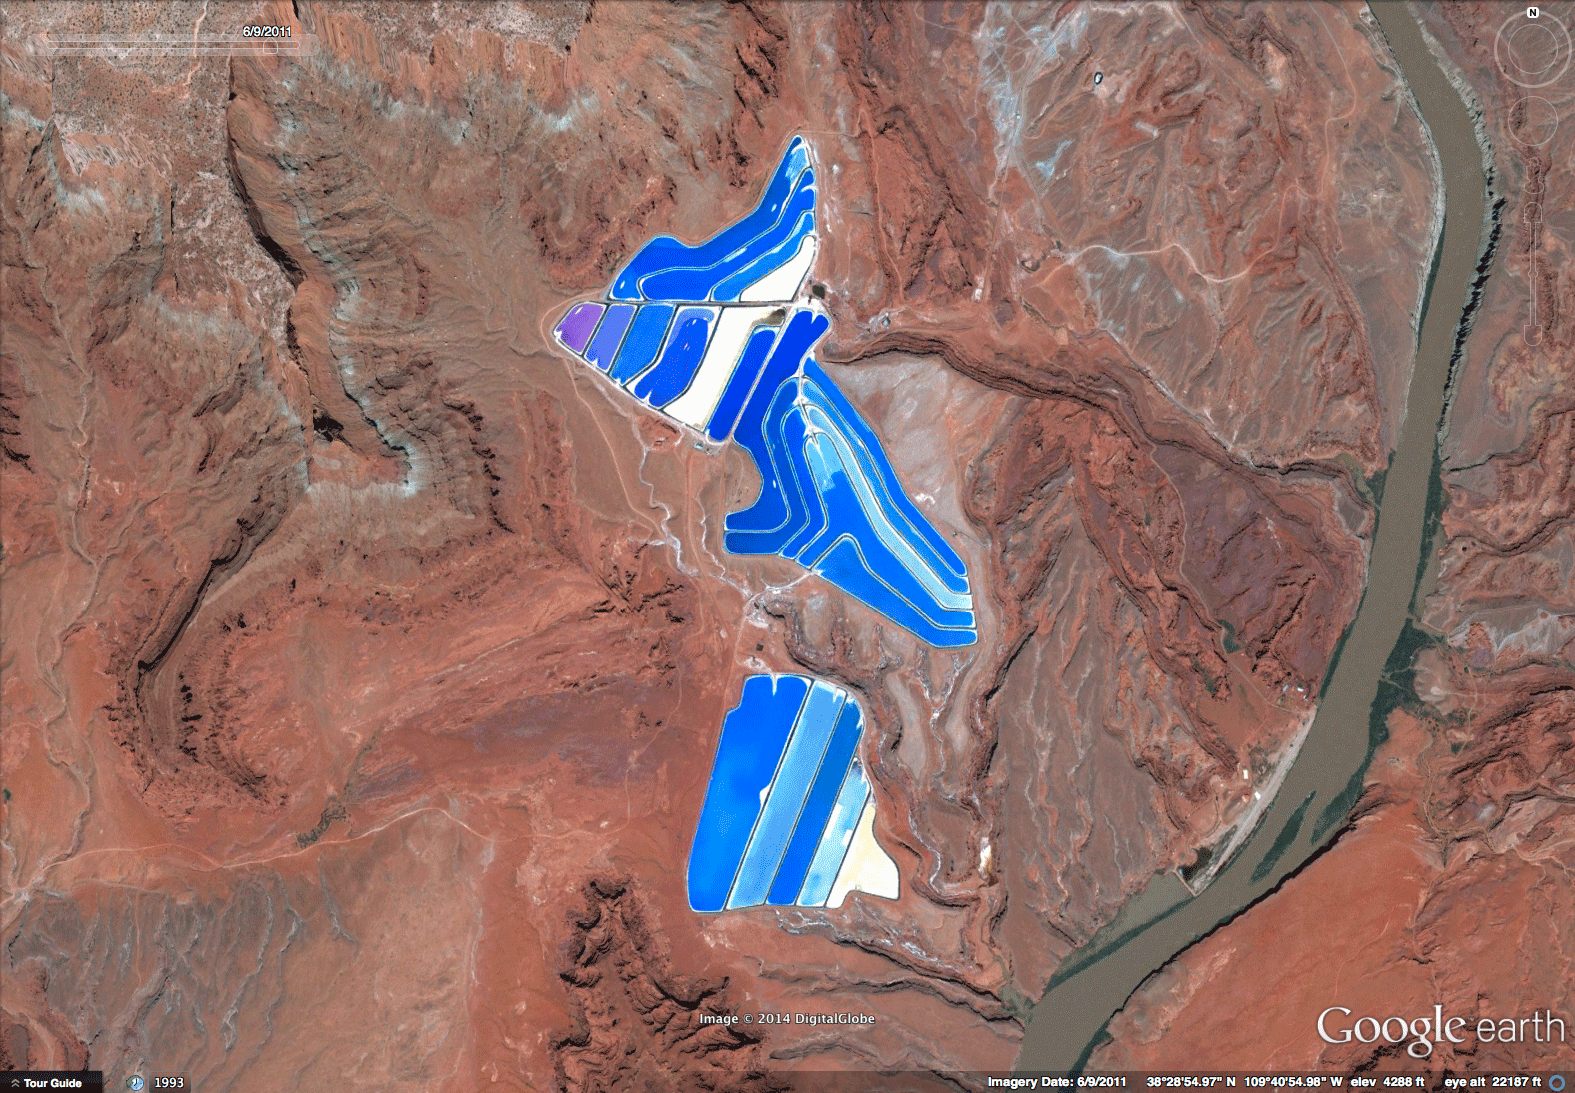 6/9/2011
N
Image © 2014 DigitalGlobe
Google earth
Tour Guide
1993
Imagery Date: 6/9/2011 38°28'54.97" N 109°40'54.98" W elev 4288 ft eye alt 22187 ft